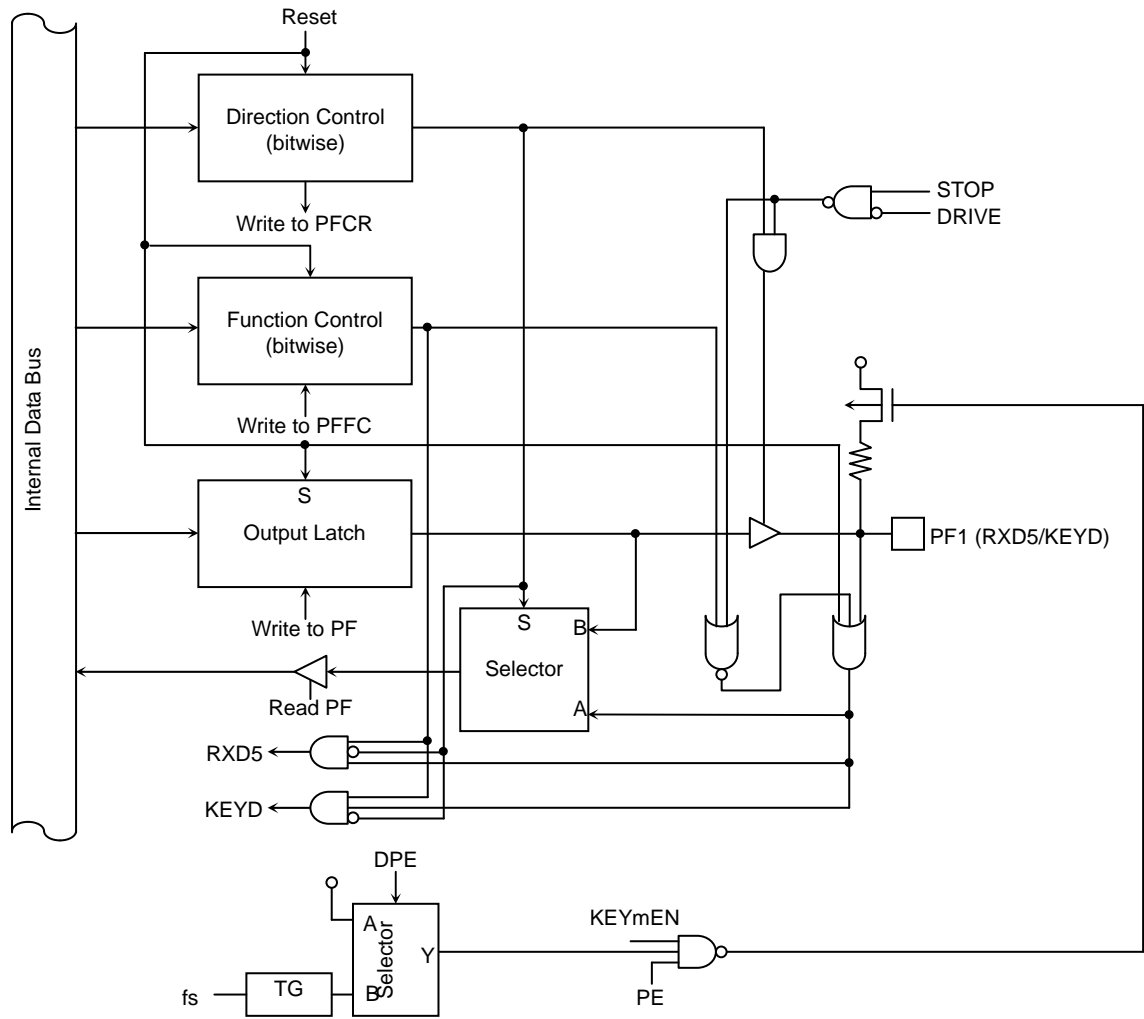 Reset
Direction Control
(bitwise)
STOP
Write to PFCR
DRIVE
Function Control
(bitwise)
Internal Data Bus
Write to PFFC
S
Output Latch
PF1 (RXD5/KEYD)
Write to PF
S
B
Selector
Read PF
A
RXD5
KEYD
DPE
A
Selector
Y
B
KEYmEN
PE
fs
TG